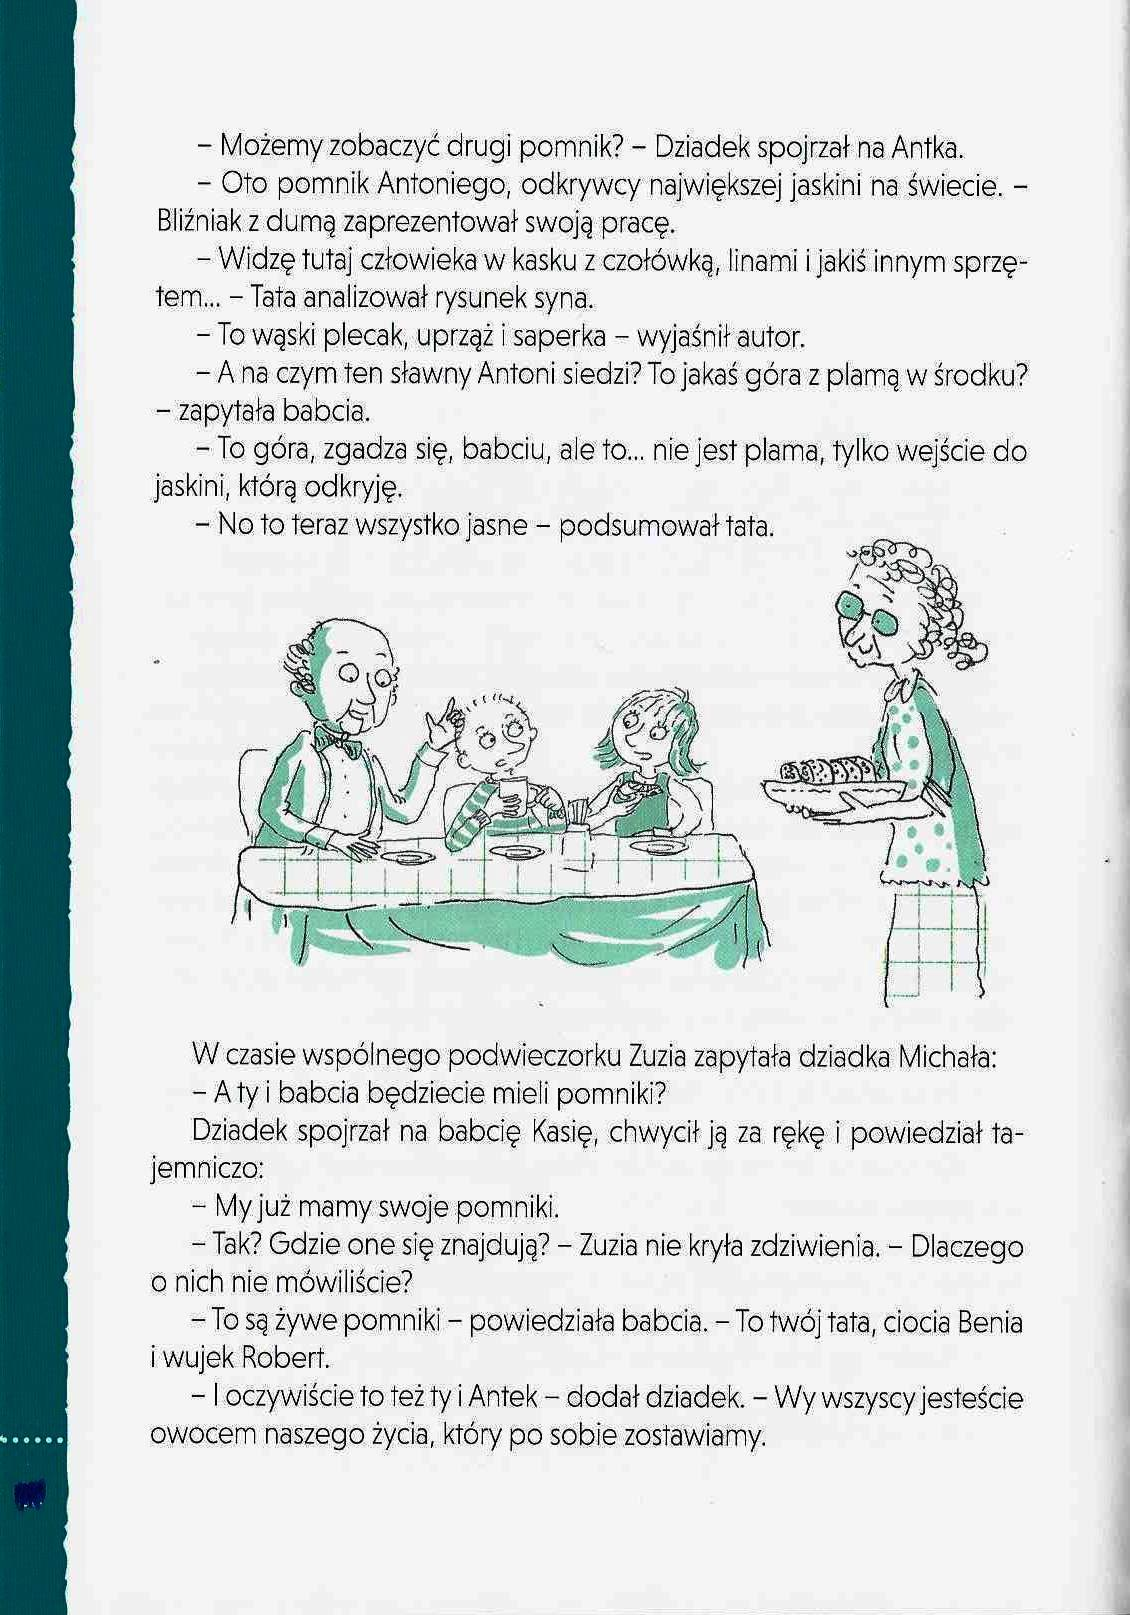 – Możemy zobaczyć drugi pomnik? – Dziadek spojrzał na Antka.
– Oto pomnik Antoniego, odkrywcy największej jaskini na świecie. –
Bliźniak z dumą zaprezentował swoją pracę.
– Widzę tutaj człowieka w kasku z czołówką, linami i jakiś innym sprzę-
tem... – Tata analizował rysunek syna.
– To wąski plecak, uprząż i saperka – wyjaśnił autor.
– A na czym ten sławny Antoni siedzi? To jakaś góra z plamą w środku?
– zapytała babcia.
– To góra, zgadza się, babciu, ale to... nie jest plama, tylko wejście do
jaskini, którą odkryję.
– No to teraz wszystko jasne – podsumował tata.
W czasie wspólnego podwieczorku Zuzia zapytała dziadka Michała:
– A ty i babcia będziecie mieli pomniki?
Dziadek spojrzał na babcię Kasię, chwycił ją za rękę i powiedział ta-
jemniczo:
– My już mamy swoje pomniki.
– Tak? Gdzie one się znajdują? – Zuzia nie kryła zdziwienia. – Dlaczego
o nich nie mówiliście?
– To są żywe pomniki – powiedziała babcia. – To twój tata, ciocia Benia
i wujek Robert.
– I oczywiście to też ty i Antek – dodał dziadek. – Wy wszyscy jesteście
owocem naszego życia, który po sobie zostawiamy.